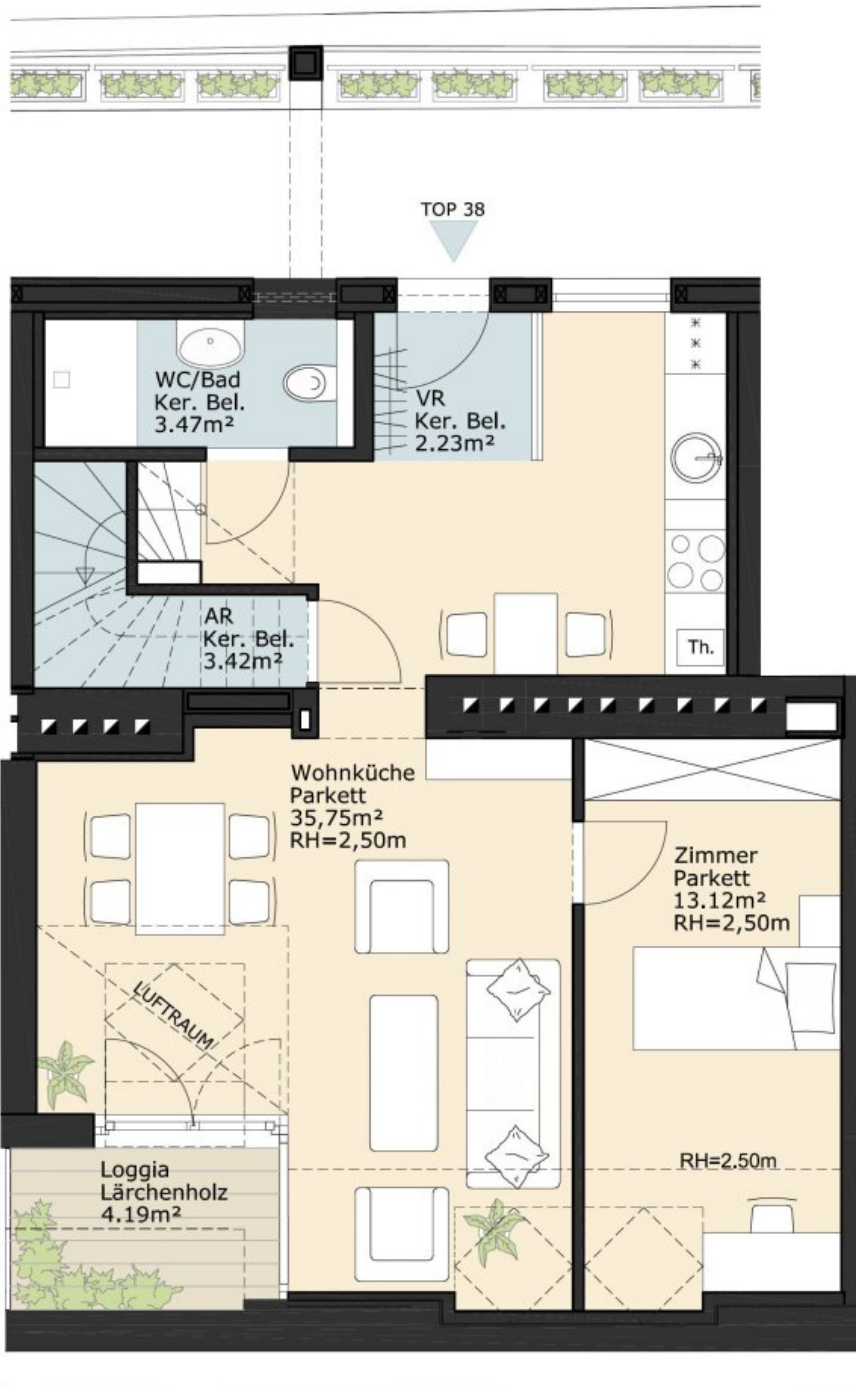 TOP 38
WC/Bad
Ker. Bel.
3.47m²
VR
Ker. Bel.
2.23m²
AR
Ker. Bel.
3.42m²
Th.
Wohnküche
Parkett
35,75m²
RH=2,50m
Zimmer
Parkett
13.12m²
RH=2,50m
LUFTRAUM
RH=2.50m
Loggia
Lärchenholz
4.19m²